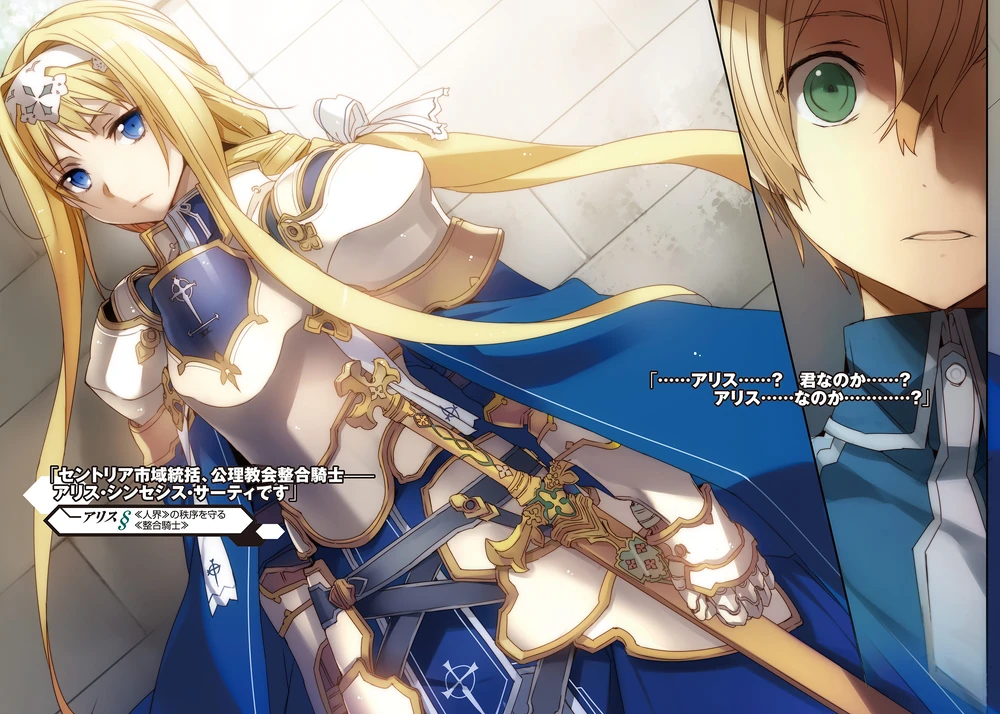 「……アリス……?　君なのか……?
アリス……なのか…………?」
「セントリア市域統括、公理教会整合騎士──
アリス・シンセシス・サーティです」
アリス§
≪人界≫の秩序を守る
≪整合騎士≫